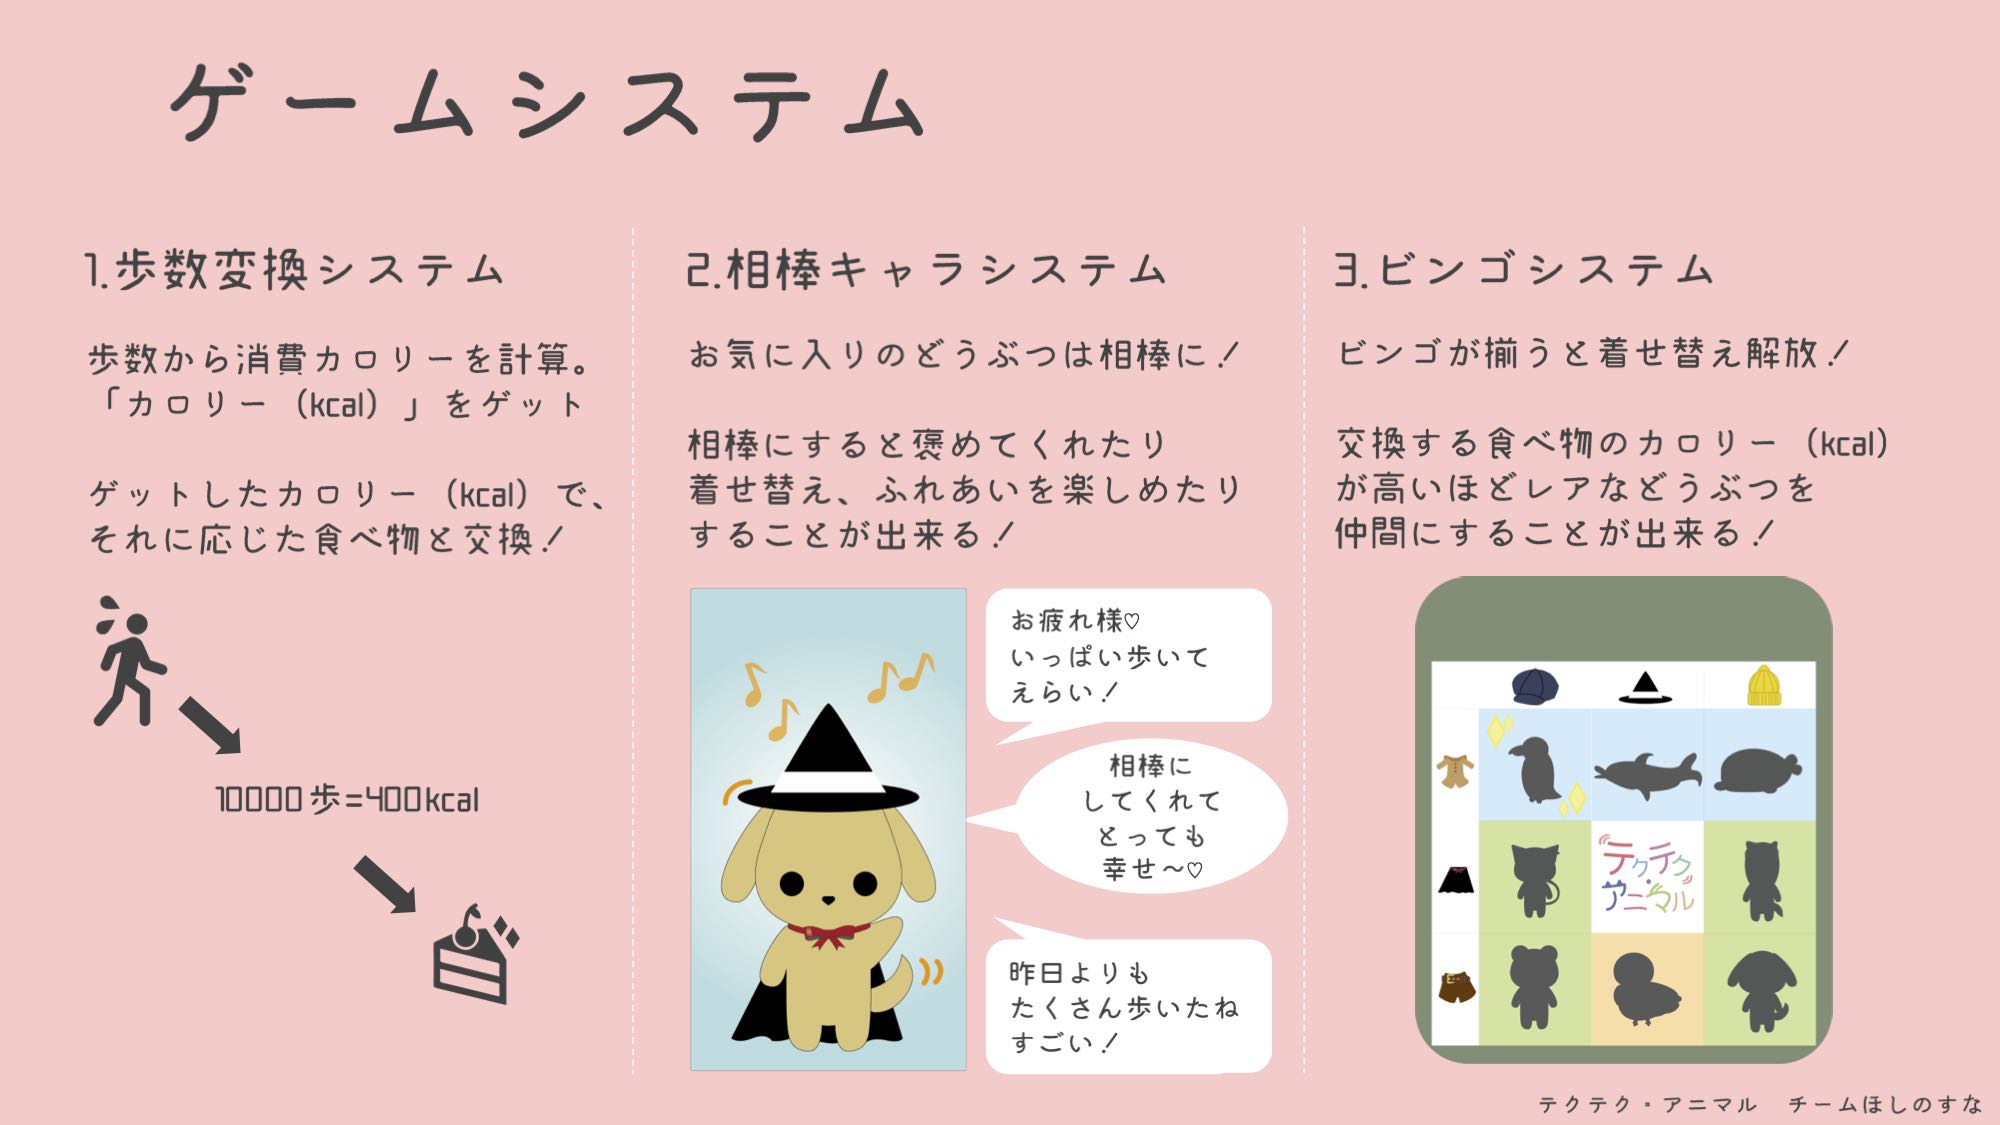 ゲームシステム
1.歩数変換システム
歩数から消費カロリーを計算。
「カロリー（kcal）」をゲット
ゲットしたカロリー（kcal）で、
それに応じた食べ物と交換！
10000歩=400kcal
2.相棒キャラシステム
お気に入りのどうぶつは相棒に！
相棒にすると褒めてくれたり
着せ替え、ふれあいを楽しめたり
することが出来る！
お疲れ様♡
いっぱい歩いて
えらい！
相棒に
してくれて
とっても
幸せ～♡
昨日よりも
たくさん歩いたね
すごい！
3.ビンゴシステム
ビンゴが揃うと着せ替え解放！
交換する食べ物のカロリー（kcal）
が高いほどレアなどうぶつを
仲間にすることが出来る！
テクテク
・
アニマル
テクテク・アニマル　チームほしのすな